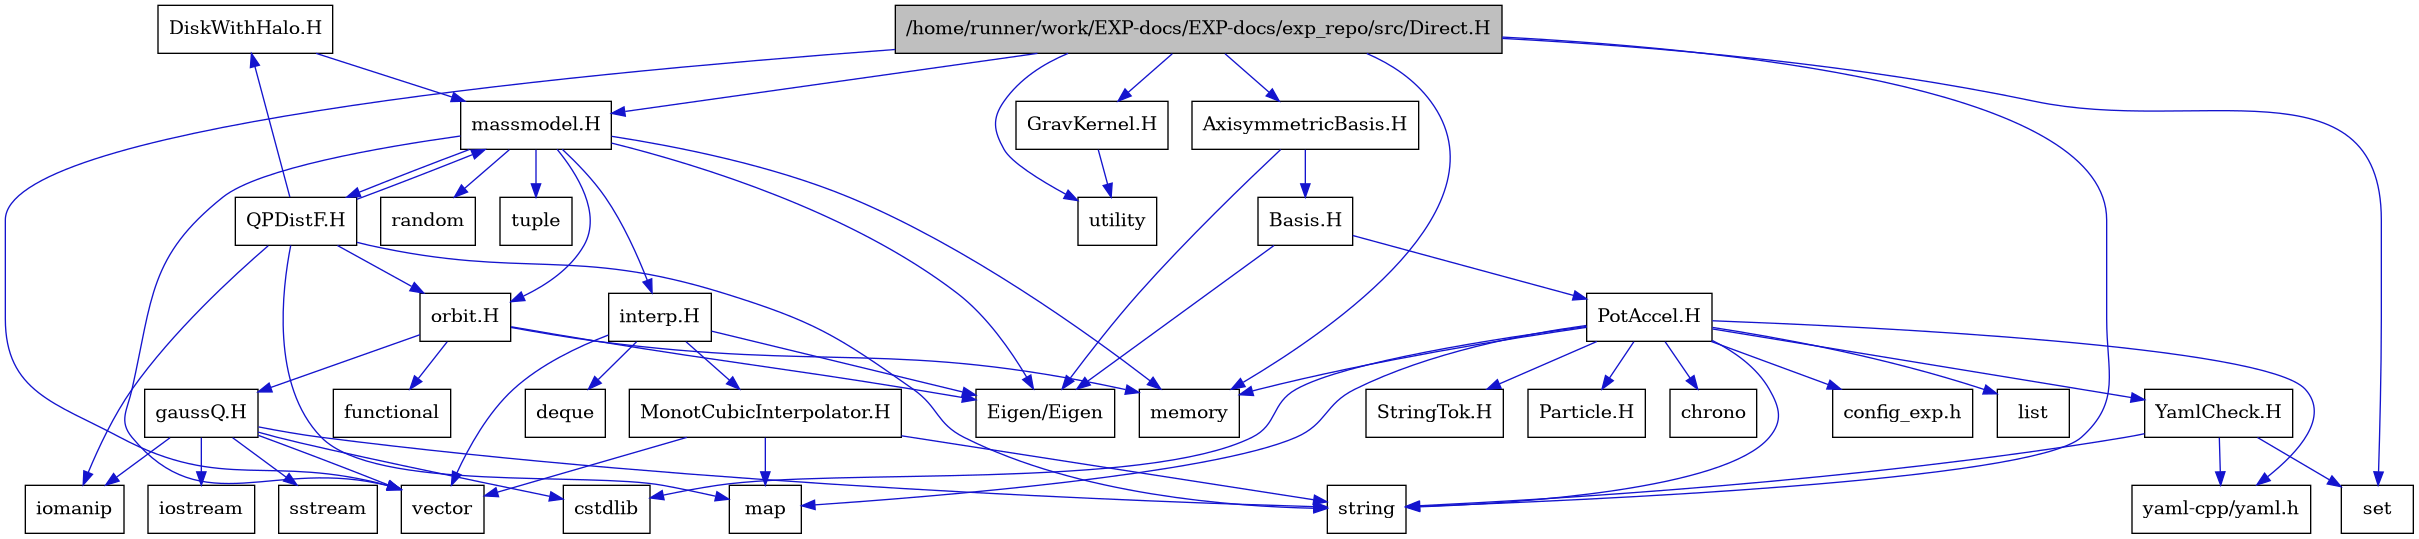 DiskWithHalo.H
/home/runner/work/EXP-docs/EXP-docs/exp_repo/src/Direct.H
massmodel.H
GravKernel.H
AxisymmetricBasis.H
QPDistF.H
random
tuple
utility
Basis.H
orbit.H
interp.H
PotAccel.H
gaussQ.H
functional
deque
MonotCubicInterpolator.H
Eigen/Eigen
memory
StringTok.H
Particle.H
chrono
config_exp.h
list
YamlCheck.H
iomanip
iostream
sstream
vector
cstdlib
map
string
yaml-cpp/yaml.h
set